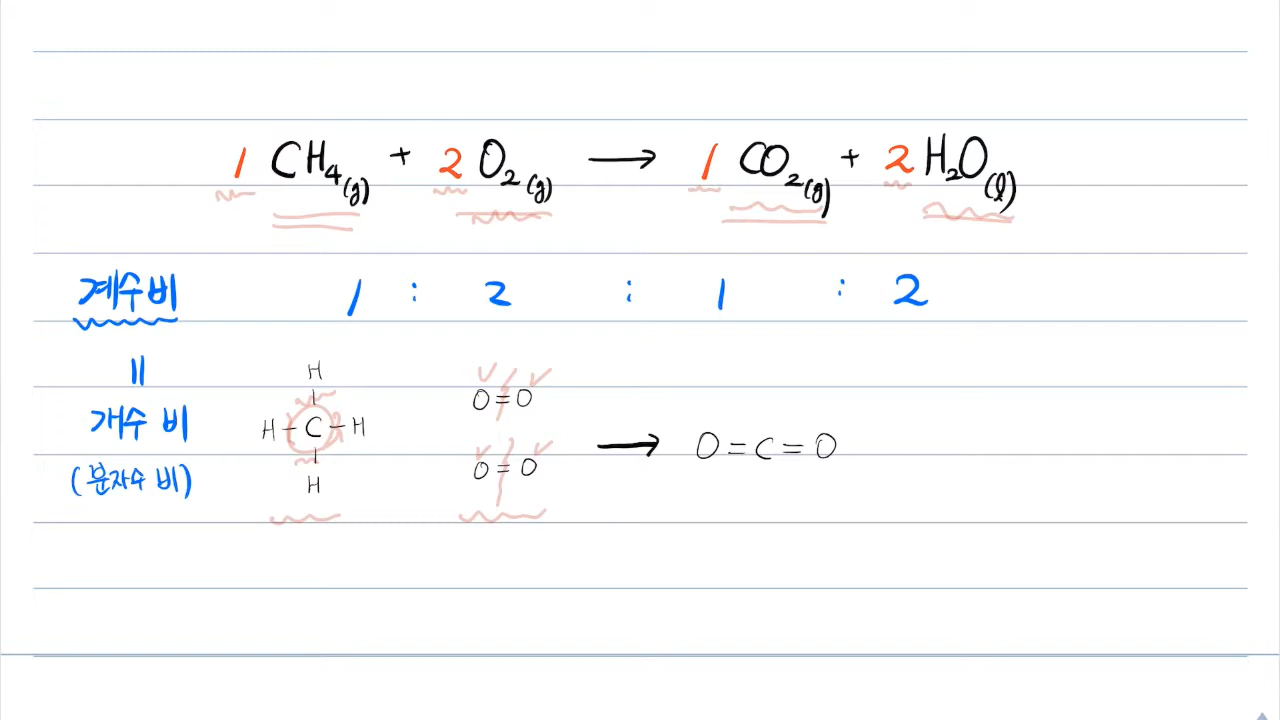 1 CH₄(g) + 2 O₂(g) → 1 CO₂(g) + 2 H₂O(l)
계수비 1 : 2 : 1 : 2
||
개수 비
(분자수 비)
H
H-C-H
H
O=O
O=O
→ O=C=O